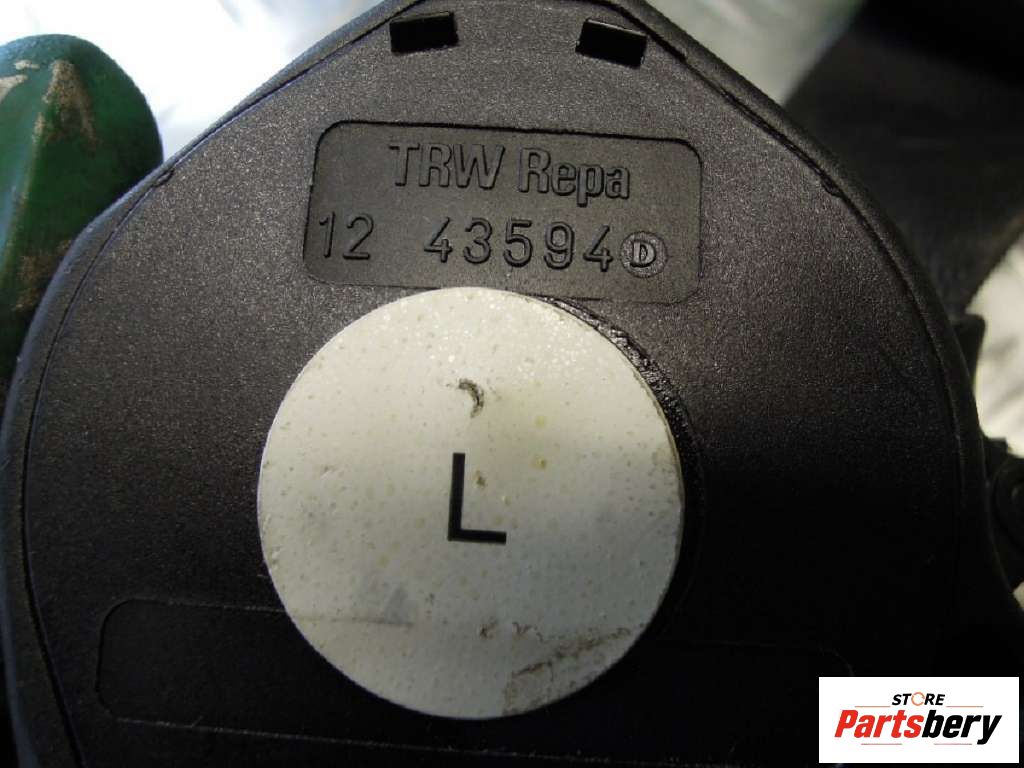 TRW Repa
12 43594 D
L
STORE
Partsbery